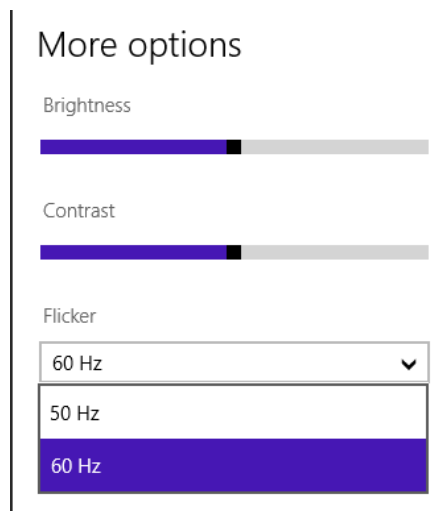 More options
Brightness
Contrast
Flicker
60 Hz
50 Hz
60 Hz